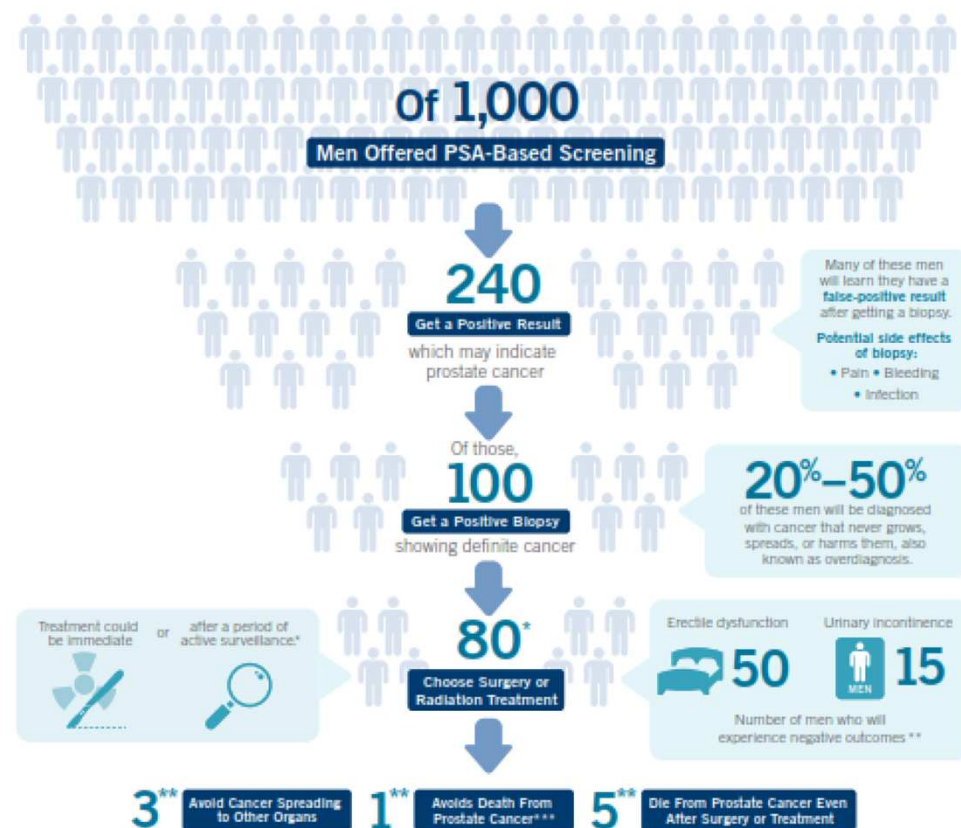 Of 1,000
Men Offered PSA-Based Screening
240
Get a Positive Result
which may indicate
prostate cancer
Many of these men
will learn they have a
false-positive result
after getting a biopsy.
Potential side effects
of biopsy:
• Pain • Bleeding
• Infection
Of those,
100
Get a Positive Biopsy
showing definite cancer
20%–50%
of these men will be diagnosed
with cancer that never grows,
spreads, or harms them, also
known as overdiagnosis.
Treatment could
be immediate
or
after a period of
active surveillance.*
80*
Choose Surgery or
Radiation Treatment
Erectile dysfunction
50
Urinary incontinence
MEN
15
Number of men who will
experience negative outcomes**
3**
Avoid Cancer Spreading
to Other Organs
1**
Avoids Death From
Prostate Cancer***
5**
Die From Prostate Cancer Even
After Surgery or Treatment